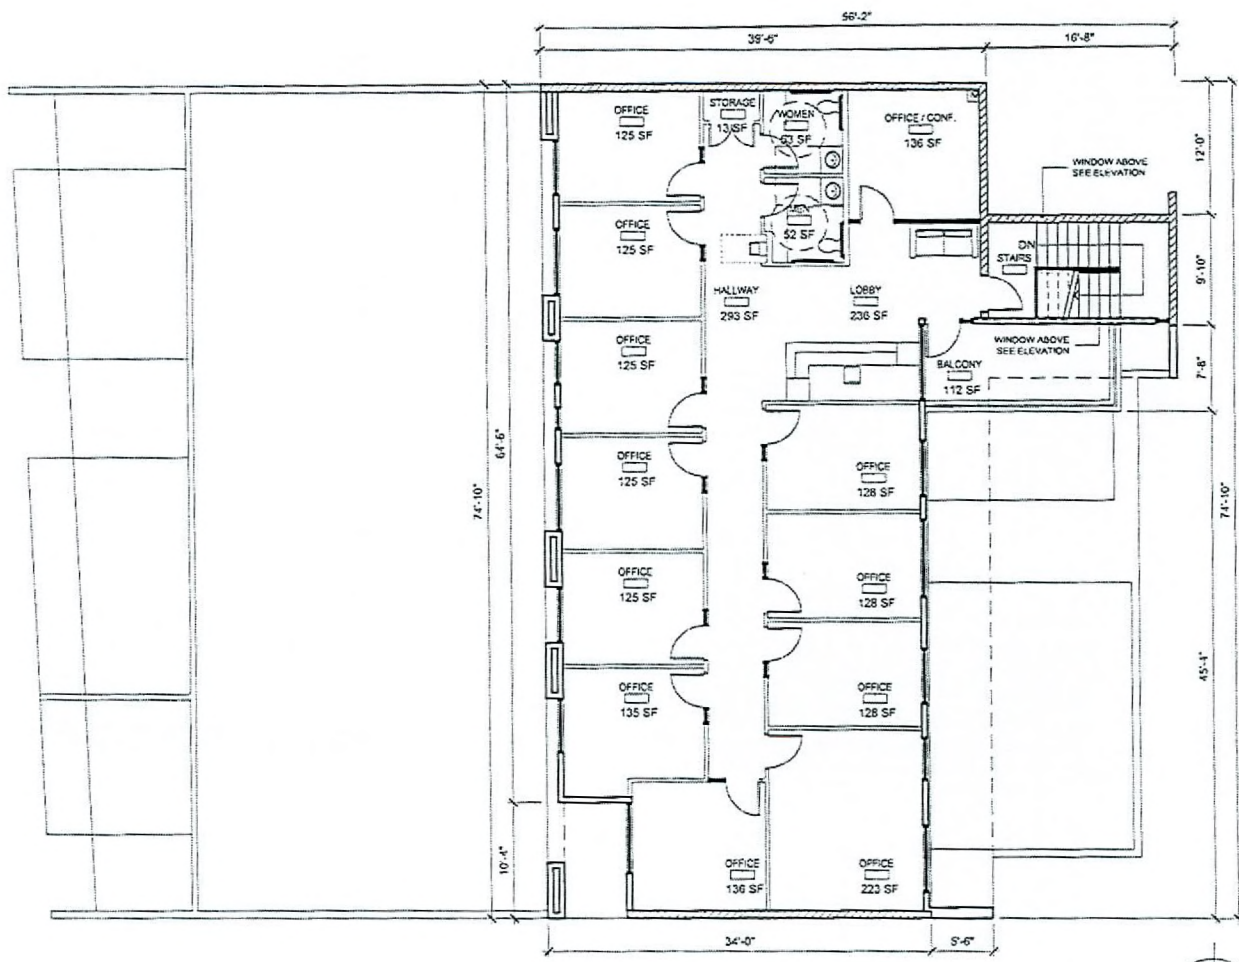 56'-2"
39'-6"
16'-8"
OFFICE
125 SF
STORAGE
13 SF
WOMEN
53 SF
OFFICE / CONF.
136 SF
12'-0"
WINDOW ABOVE
SEE ELEVATION
OFFICE
125 SF
MEN
52 SF
DN
STAIRS
9'-10"
HALLWAY
293 SF
LOBBY
236 SF
OFFICE
125 SF
WINDOW ABOVE
SEE ELEVATION
BALCONY
112 SF
7'-8"
64'-6"
74'-10"
OFFICE
125 SF
OFFICE
128 SF
74'-10"
OFFICE
125 SF
OFFICE
128 SF
45'-4"
OFFICE
135 SF
OFFICE
128 SF
10'-4"
OFFICE
136 SF
OFFICE
223 SF
34'-0"
5'-6"